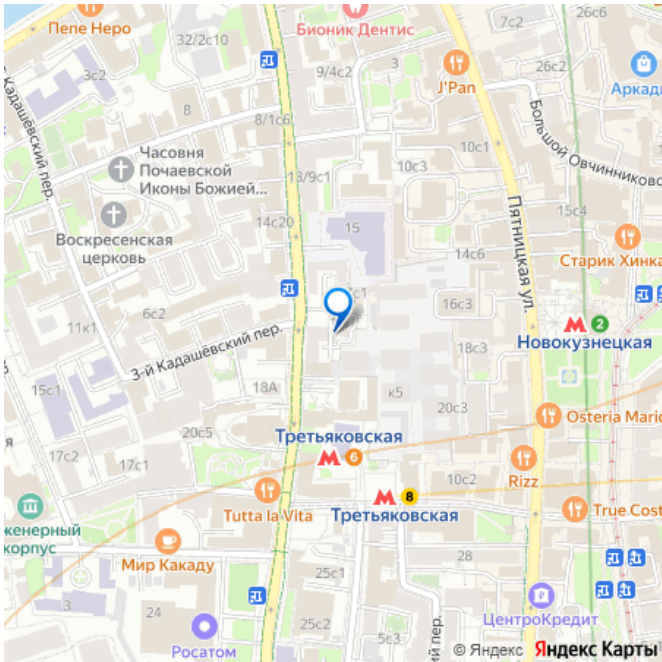 Пепе Неро
32/2с10
Бионик Дентис
7с2
26с2
3с2
9/4с2
J'Pan
Аркади
8
8/1с6
Большой Овчинниково
Кадашёвский пер.
Часовня
Почаевской
Иконы Божией...
13/9с1
10с3
10с1
Воскресенская
церковь
14с20
15
14с6
15с4
Пятницкая ул.
Старик Хинка
6с2
16с3
11к1
3-й Кадашёвский пер.
2
Новокузнецкая
18с3
15с1
18А
к5
20с3
Osteria Mario
20с5
Третьяковская
6
17с2
17с1
10с2
Rizz
8
Третьяковская
Tutta la Vita
True Cost
женерный
корпус
Мир Какаду
28
25с1
3
24
25с2
5с3
ий пер.
ЦентроКредит
Росатом
© Яндекс Яндекс Карты